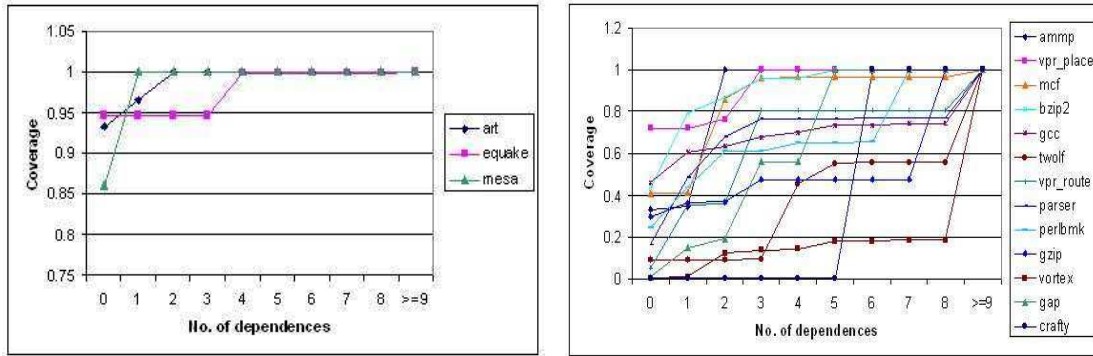 1.05
1
0.95
0.9
0.85
0.8
0.75
Coverage
0 1 2 3 4 5 6 7 8 >=9
No. of dependences
art
equake
mesa
1.2
1
0.8
0.6
0.4
0.2
0
Coverage
0 1 2 3 4 5 6 7 8 >=9
No. of dependences
ammp
vpr_place
mcf
bzip2
gcc
twolf
vpr_route
parser
perlbmk
gzip
vortex
gap
crafty